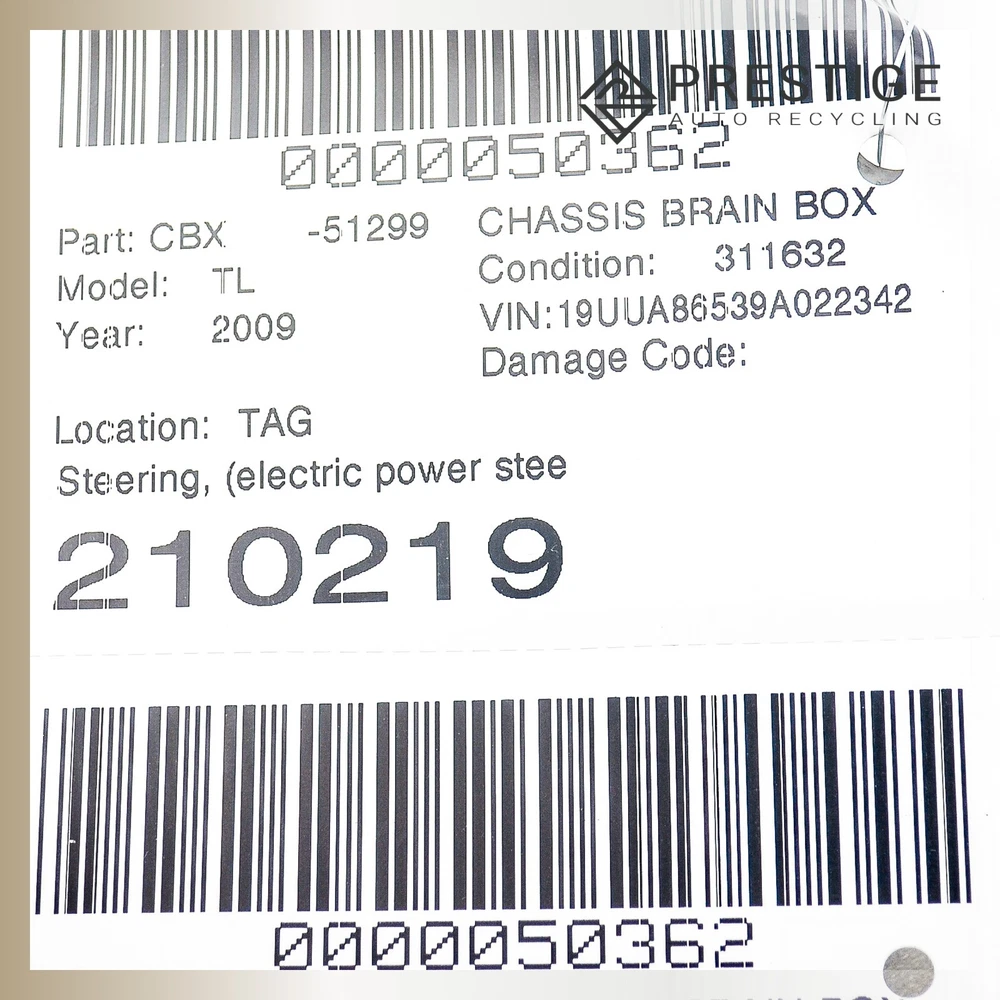 PRESTIGE
AUTO RECYCLING
0000050362
Part: CBX -51299 CHASSIS BRAIN BOX
Model: TL Condition: 311632
Year: 2009 VIN:19UUA86539A022342
Damage Code:
Location: TAG
Steering, (electric power stee
210219
0000050362